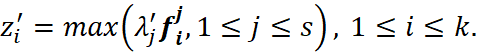 z′ᵢ = max(λ′ⱼ fᵢʲ, 1 ≤ j ≤ s) , 1 ≤ i ≤ k.